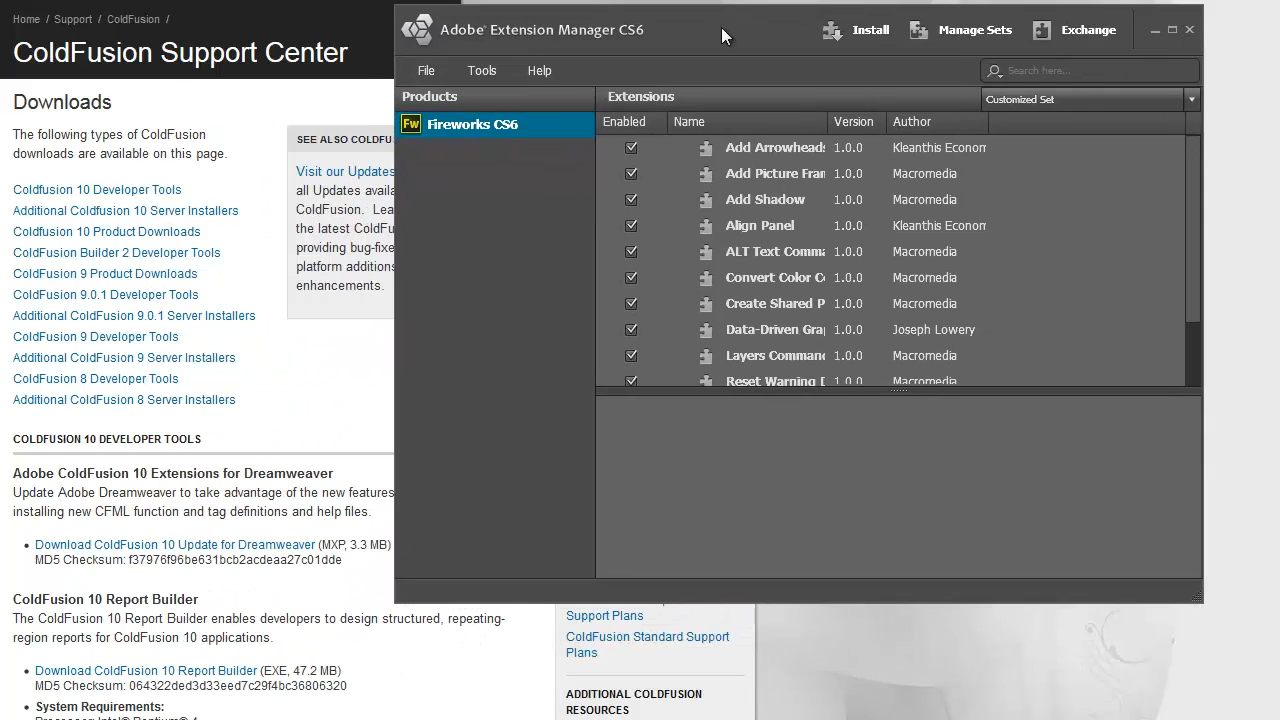 Home / Support / ColdFusion /
ColdFusion Support Center
Downloads
The following types of ColdFusion
downloads are available on this page.
Coldfusion 10 Developer Tools
Additional Coldfusion 10 Server Installers
Coldfusion 10 Product Downloads
ColdFusion Builder 2 Developer Tools
ColdFusion 9 Product Downloads
ColdFusion 9.0.1 Developer Tools
Additional ColdFusion 9.0.1 Server Installers
ColdFusion 9 Developer Tools
Additional ColdFusion 9 Server Installers
ColdFusion 8 Developer Tools
Additional ColdFusion 8 Server Installers
SEE ALSO COLDFU
Visit our Updates
all Updates availa
ColdFusion. Lea
the latest ColdF
providing bug-fixe
platform additions
enhancements.
COLDFUSION 10 DEVELOPER TOOLS
Adobe ColdFusion 10 Extensions for Dreamweaver
Update Adobe Dreamweaver to take advantage of the new features
installing new CFML function and tag definitions and help files.
• Download ColdFusion 10 Update for Dreamweaver (MXP, 3.3 MB)
MD5 Checksum: f37976f96be631bcb2acdeaa27c01dde
ColdFusion 10 Report Builder
The ColdFusion 10 Report Builder enables developers to design structured, repeating-
region reports for ColdFusion 10 applications.
• Download ColdFusion 10 Report Builder (EXE, 47.2 MB)
MD5 Checksum: 064322ded3d33eed7c29f4bc36806320
• System Requirements:
Support Plans
ColdFusion Standard Support
Plans
ADDITIONAL COLDFUSION
RESOURCES
Adobe® Extension Manager CS6
Install Manage Sets Exchange
File Tools Help
Search here...
Products
Fw Fireworks CS6
Extensions Customized Set
Enabled Name Version Author
Add Arrowheads 1.0.0 Kleanthis Econom
Add Picture Fran 1.0.0 Macromedia
Add Shadow 1.0.0 Macromedia
Align Panel 1.0.0 Kleanthis Econom
ALT Text Comma 1.0.0 Macromedia
Convert Color Co 1.0.0 Macromedia
Create Shared P 1.0.0 Macromedia
Data-Driven Gra 1.0.0 Joseph Lowery
Layers Command 1.0.0 Macromedia
Reset Warning D 1.0.0 Macromedia